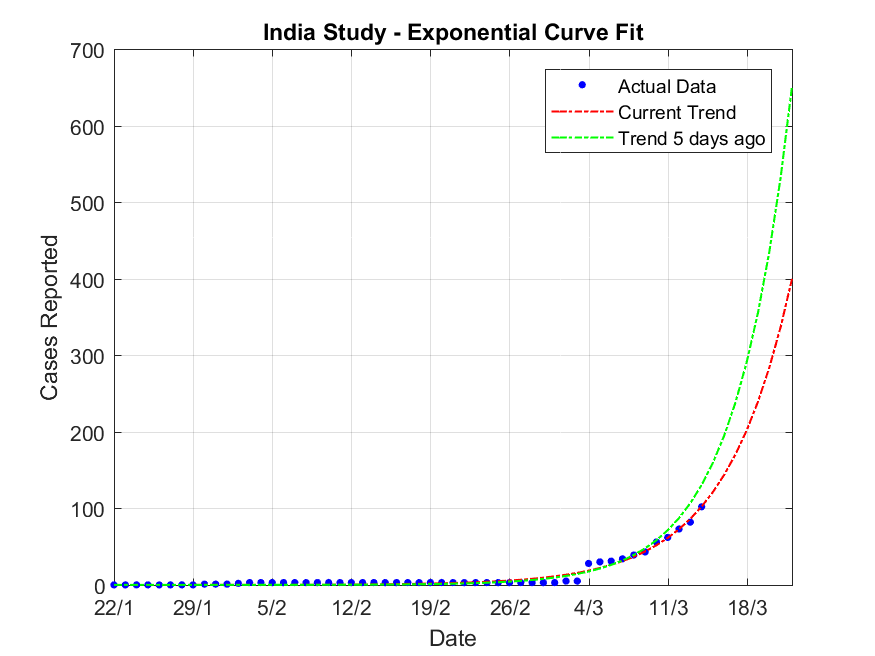 India Study - Exponential Curve Fit
700
600
500
400
300
200
100
0
Cases Reported
Actual Data
Current Trend
Trend 5 days ago
22/1 29/1 5/2 12/2 19/2 26/2 4/3 11/3 18/3
Date